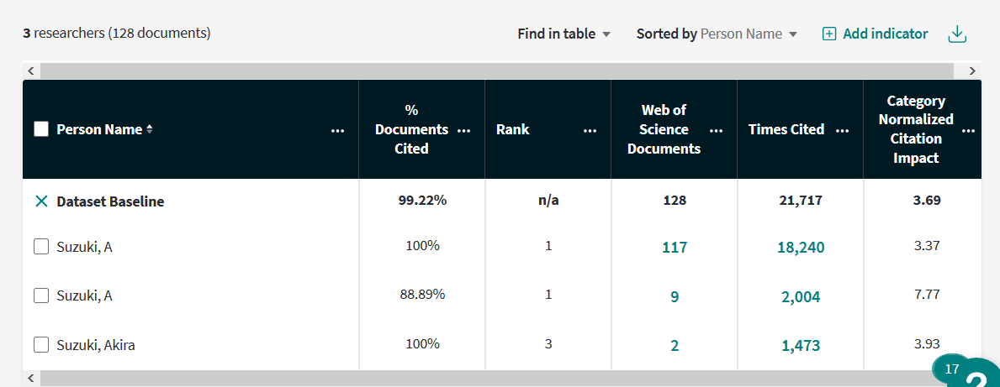 3 researchers (128 documents)
Find in table
Sorted by Person Name
Add indicator
Person Name
% Documents Cited
Rank
Web of Science Documents
Times Cited
Category Normalized Citation Impact
Dataset Baseline 99.22% n/a 128 21,717 3.69
Suzuki, A 100% 1 117 18,240 3.37
Suzuki, A 88.89% 1 9 2,004 7.77
Suzuki, Akira 100% 3 2 1,473 3.93
17
?